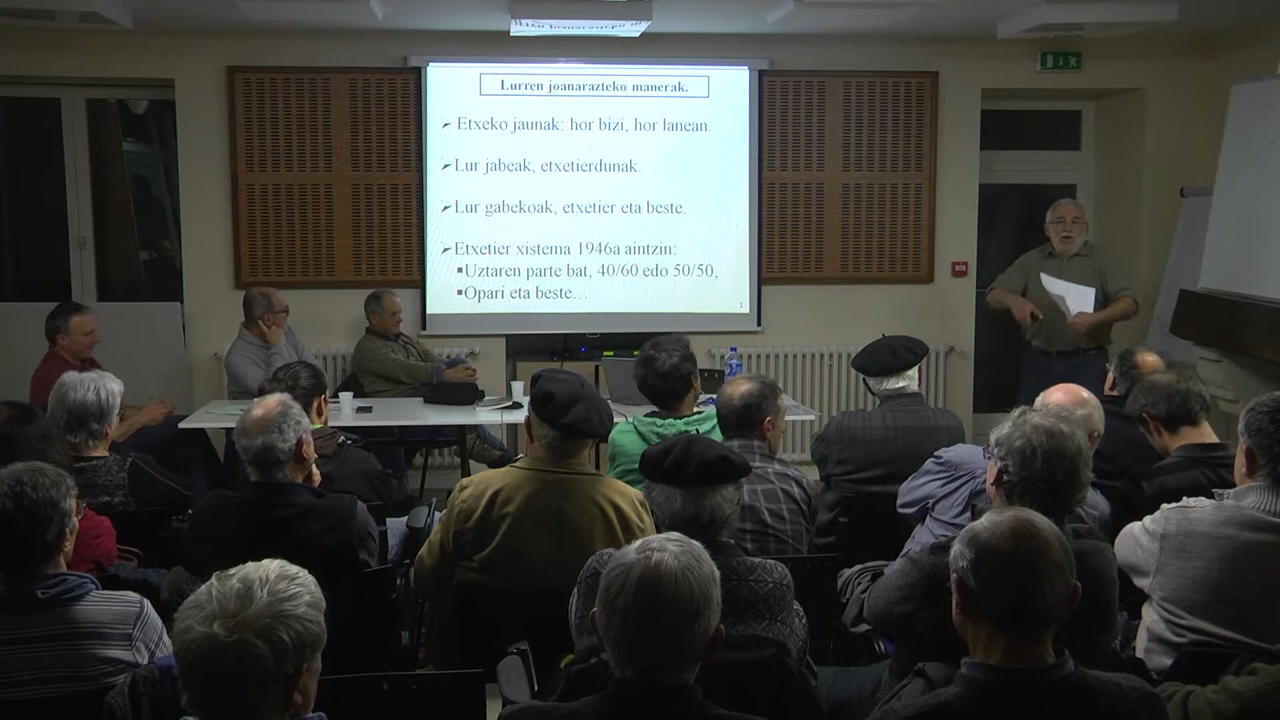 Lurren joanarazteko manerak.
➢ Etxeko jaunak: hor bizi, hor lanean.
➢ Lur jabeak, etxetierdunak.
➢ Lur gabekoak, etxetier eta beste.
➢ Etxetier xistema 1946a aintzin:
▪ Uztaren parte bat, 40/60 edo 50/50,
▪ Opari eta beste…
2